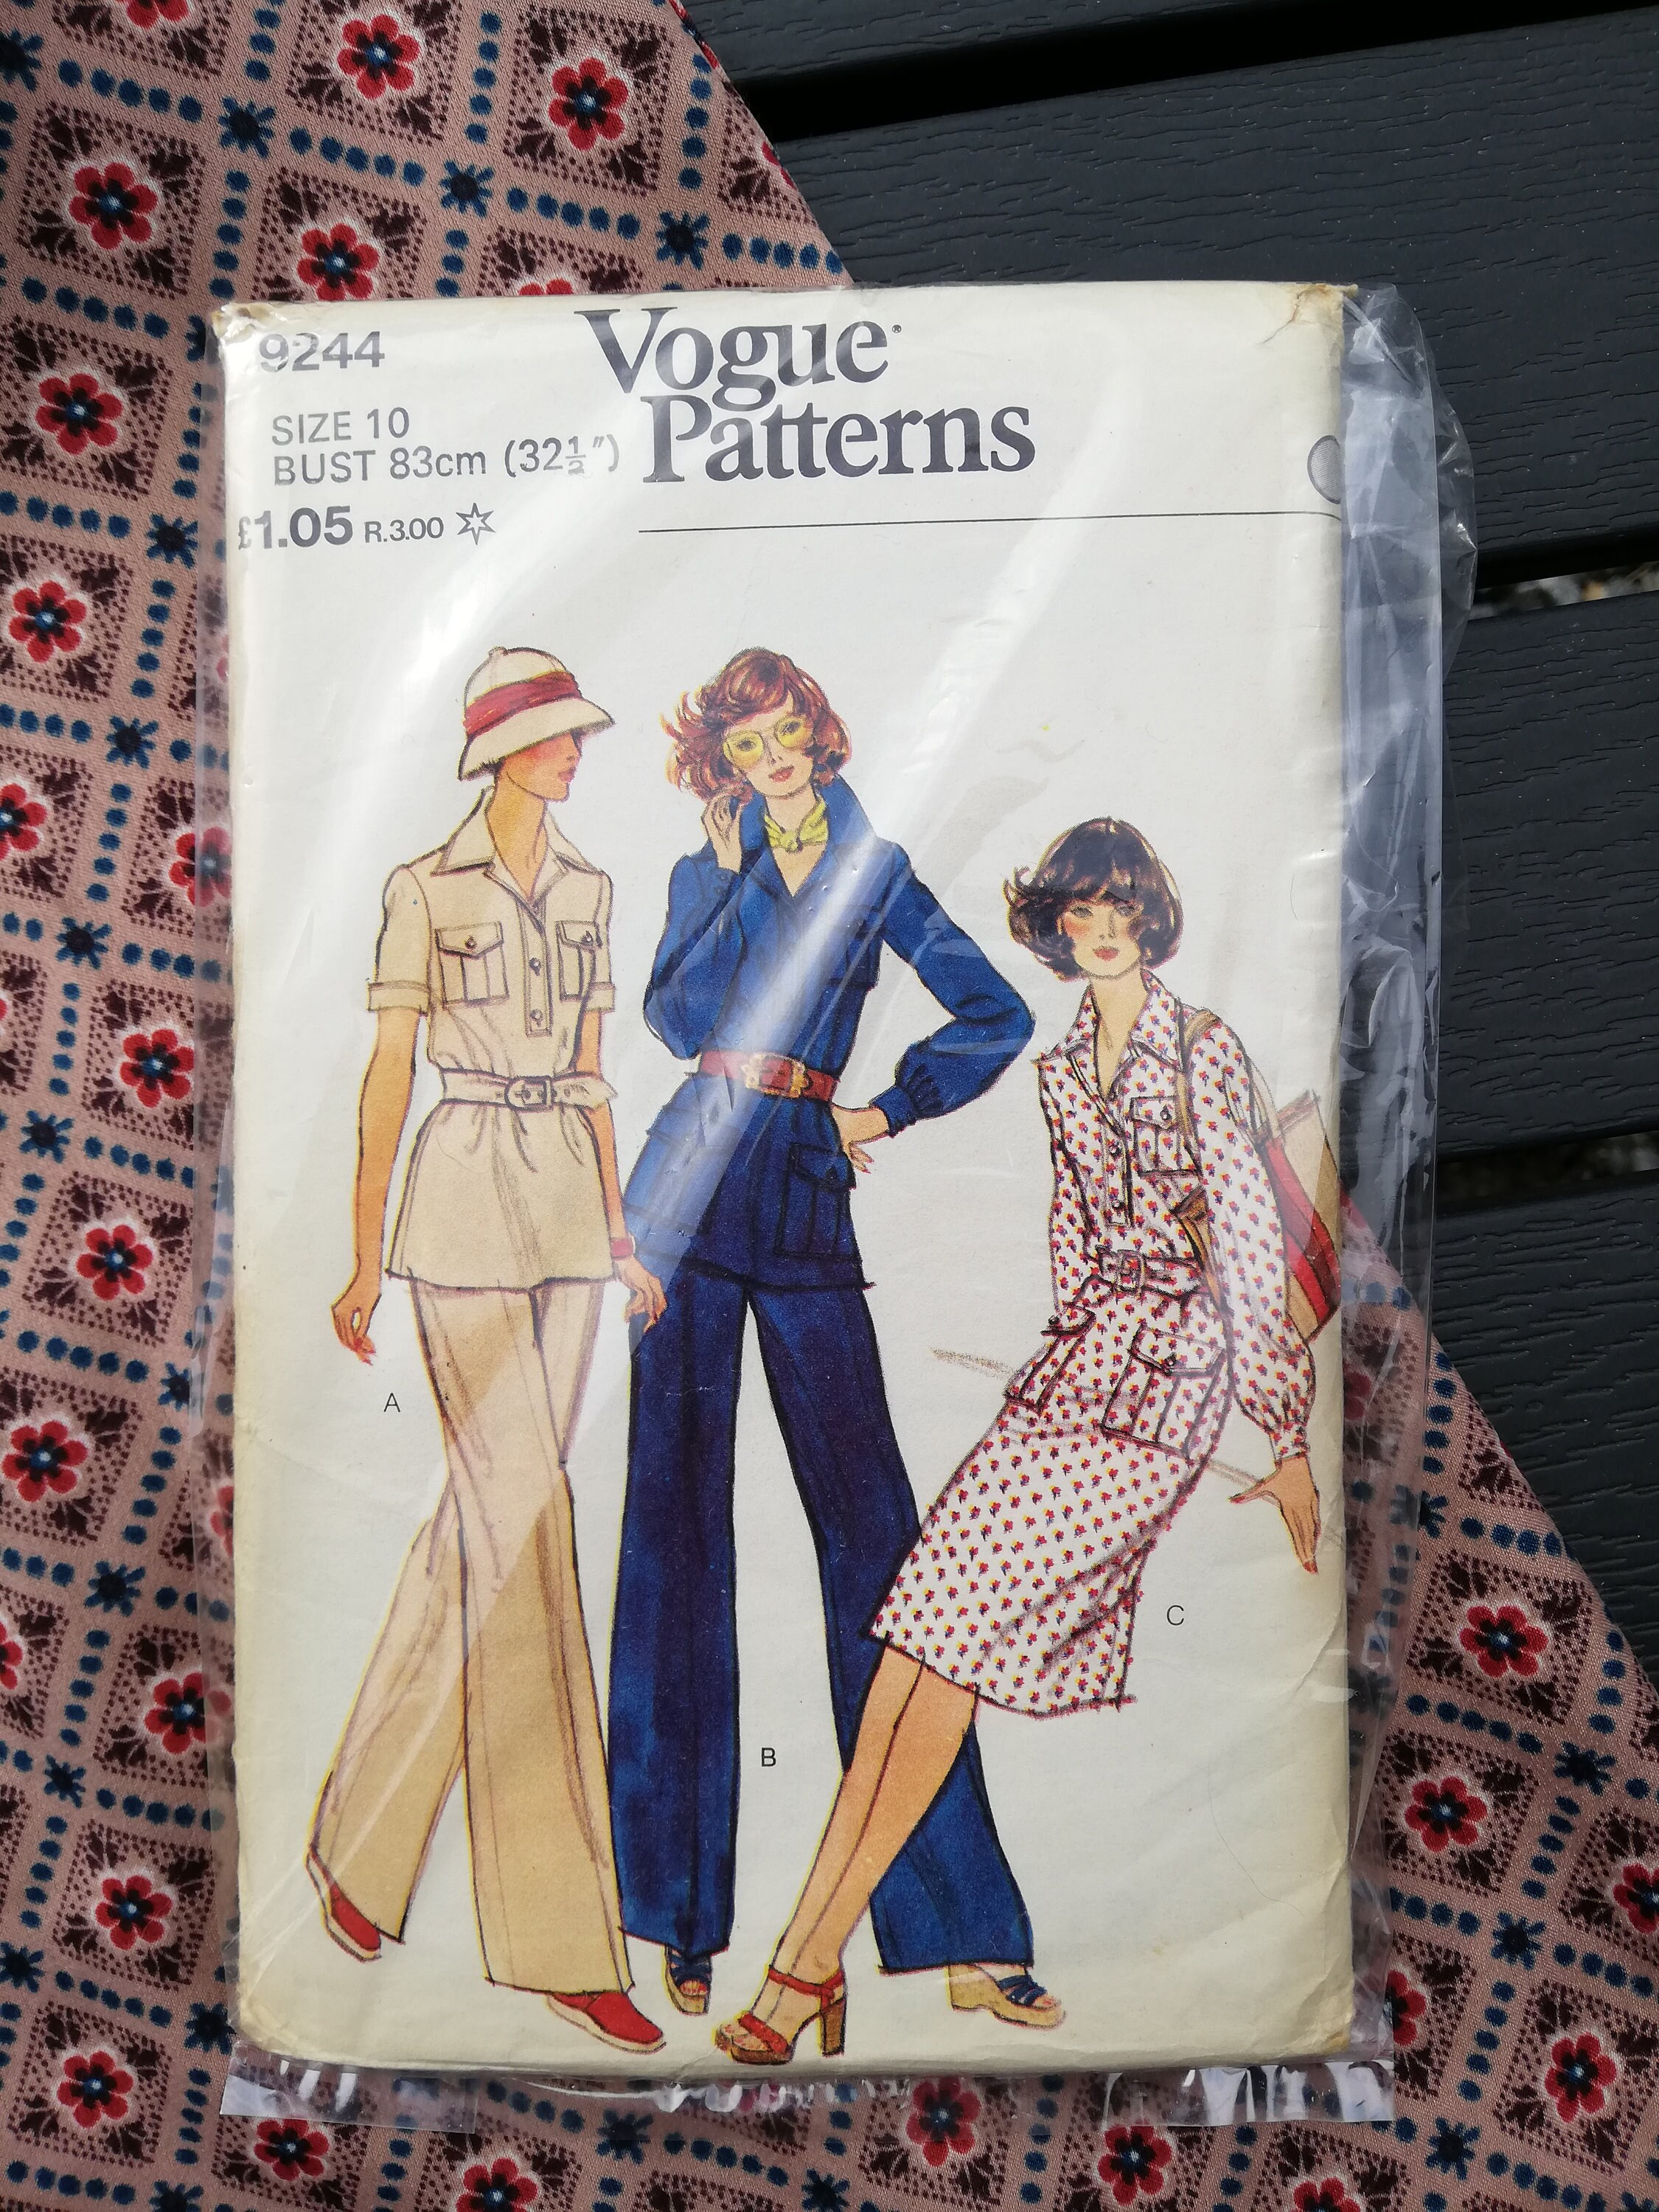 9244
Vogue®
Patterns
SIZE 10
BUST 83cm (32½")
£1.05 R.3.00
A
B
C